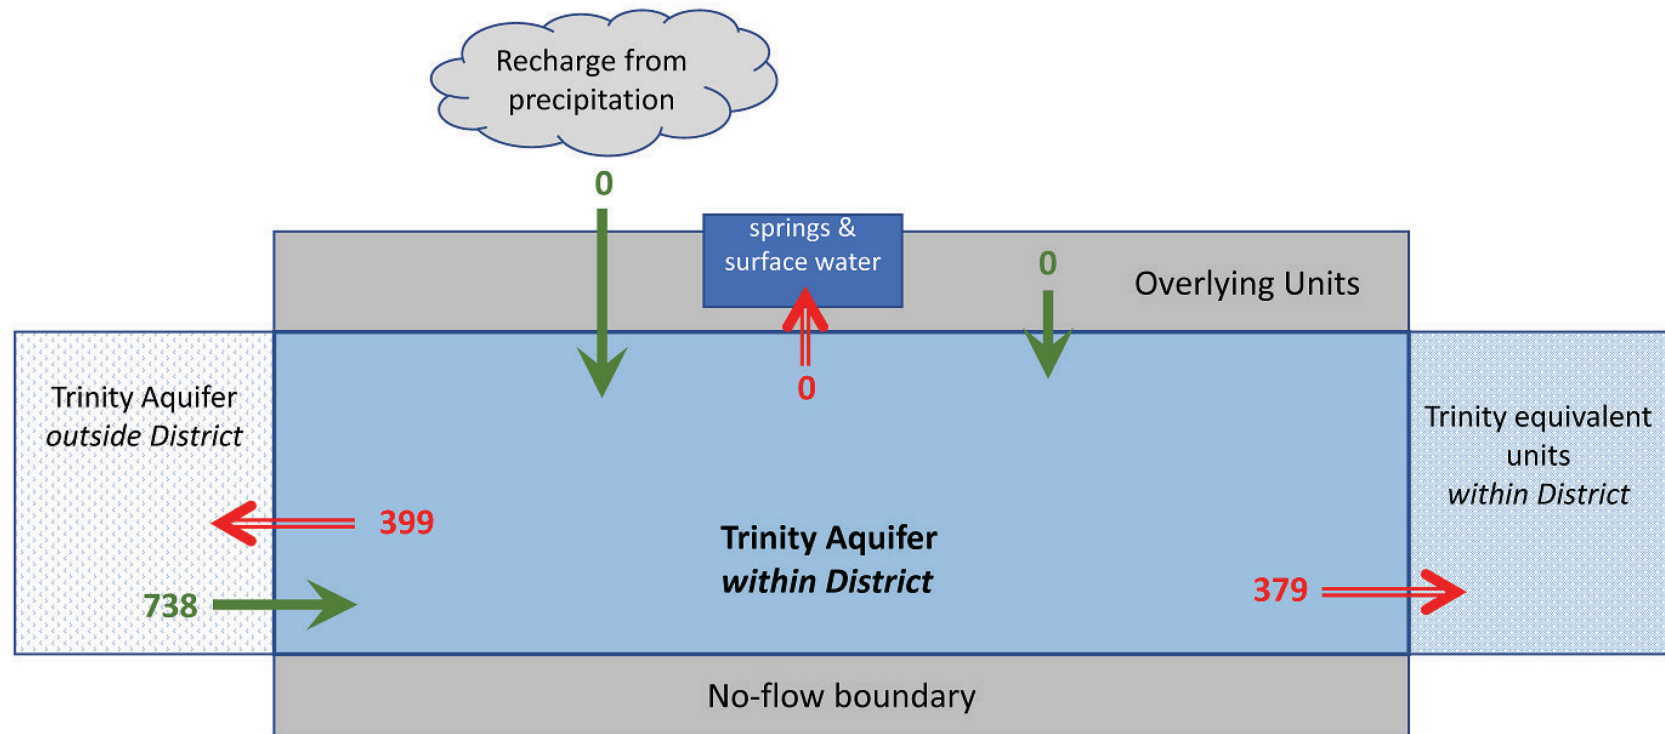 Recharge from
precipitation
0
springs &
surface water
0
Overlying Units
0
Trinity Aquifer
outside District
Trinity equivalent
units
within District
399
Trinity Aquifer
within District
738
379
No-flow boundary